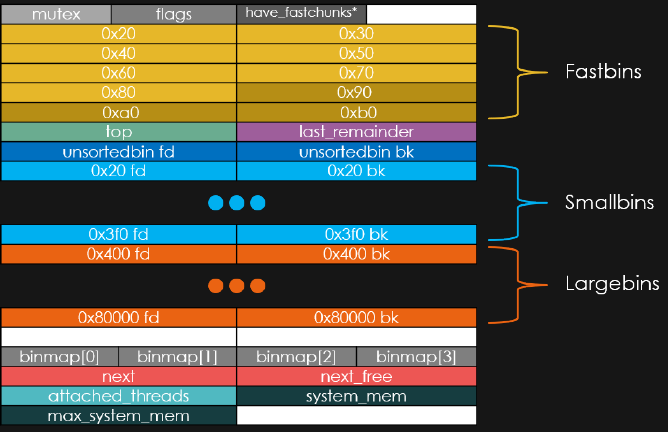 mutex flags have_fastchunks*
0x20 0x30
0x40 0x50
0x60 0x70
0x80 0x90
0xa0 0xb0
Fastbins
top last_remainder
unsortedbin fd unsortedbin bk
0x20 fd 0x20 bk
Smallbins
0x3f0 fd 0x3f0 bk
0x400 fd 0x400 bk
Largebins
0x80000 fd 0x80000 bk
binmap[0] binmap[1] binmap[2] binmap[3]
next next_free
attached_threads system_mem
max_system_mem